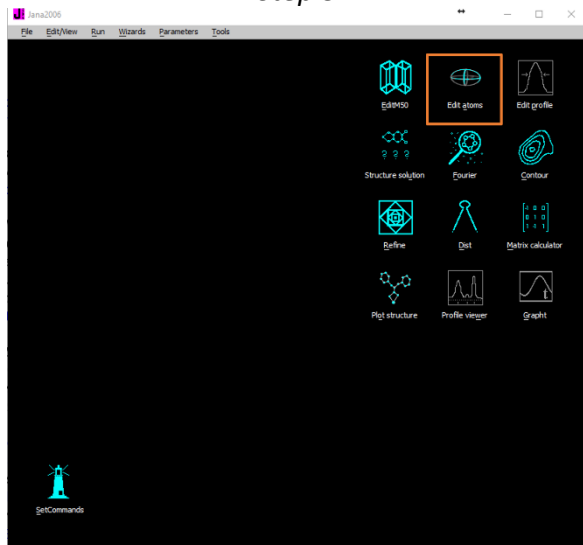 Jana2006
File Edit/View Run Wizards Parameters Tools
EditM50 Edit atoms Edit profile
? ? ?
Structure solution Fourier Contour
Refine Dist Matrix calculator
t
Plot structure Profile viewer Grapht
SetCommands